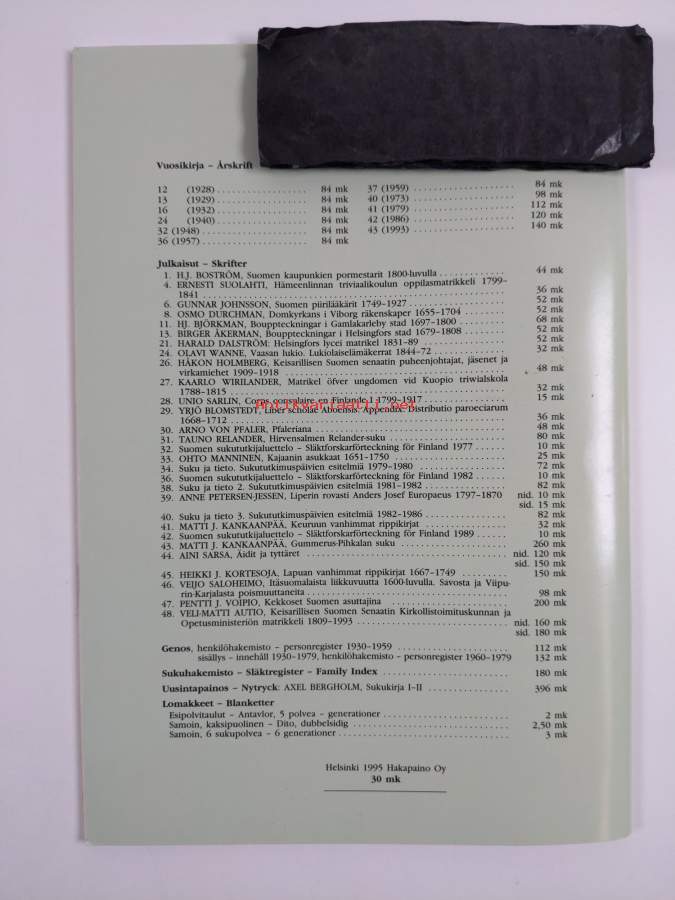 Vuosikirja – Årskrift
12 (1928) 84 mk
13 (1929) 84 mk
16 (1932) 84 mk
24 (1940) 84 mk
32 (1948) 84 mk
36 (1957) 84 mk
37 (1959) 84 mk
40 (1973) 98 mk
41 (1979) 112 mk
42 (1986) 120 mk
43 (1993) 140 mk
Julkaisut – Skrifter
1. H.J. BOSTRÖM, Suomen kaupunkien pormestarit 1800-luvulla 44 mk
4. ERNESTI SUOLAHTI, Hämeenlinnan triviaalikoulun oppilasmatrikkeli 1799–
1841 36 mk
6. GUNNAR JOHNSSON, Suomen piirilääkärit 1749–1927 52 mk
8. OSMO DURCHMAN, Domkyrkans i Viborg räkenskaper 1655–1704 52 mk
11. HJ. BJÖRKMAN, Bouppteckningar i Gamlakarleby stad 1697–1800 68 mk
13. BIRGER ÅKERMAN, Bouppteckningar i Helsingfors stad 1679–1808 52 mk
21. HARALD DALSTRÖM: Helsingfors lycei matrikel 1831–89 52 mk
24. OLAVI WANNE, Vaasan lukio. Lukiolaiselämäkerrat 1844–72 32 mk
26. HÅKON HOLMBERG, Keisarillisen Suomen senaatin puheenjohtajat, jäsenet ja
virkamiehet 1909–1918 48 mk
27. KAARLO WIRILANDER, Matrikel öfver ungdomen vid Kuopio triwialskola
1788–1815 32 mk
28. UNIO SARLIN, Corps consulaire en Finlande I 1799–1917 15 mk
Antikvariaatti.net
29. YRJÖ BLOMSTEDT, Liber scholae Aboensis. Appendix: Distributio paroeciarum
1668–1712 36 mk
30. ARNO VON PFALER, Pfaleriana 48 mk
31. TAUNO RELANDER, Hirvensalmen Relander-suku 80 mk
32. Suomen sukututkijaluettelo – Släktforskarförteckning för Finland 1977 10 mk
33. OHTO MANNINEN, Kajaanin asukkaat 1651–1750 25 mk
34. Suku ja tieto. Sukututkimuspäivien esitelmiä 1979–1980 72 mk
36. Suomen sukututkijaluettelo – Släktforskarförteckning för Finland 1982 10 mk
38. Suku ja tieto 2. Sukututkimuspäivien esitelmiä 1981–1982 82 mk
39. ANNE PETERSEN-JESSEN, Liperin rovasti Anders Josef Europaeus 1797–1870 nid. 10 mk
sid. 15 mk
40. Suku ja tieto 3. Sukututkimuspäivien esitelmiä 1982–1986 82 mk
41. MATTI J. KANKAANPÄÄ, Keuruun vanhimmat rippikirjat 32 mk
42. Suomen sukututkijaluettelo – Släktforskarförteckning för Finland 1989 10 mk
43. MATTI J. KANKAANPÄÄ, Gummerus-Pihkalan suku 260 mk
44. AINI SARSA, Äidit ja tyttäret nid. 120 mk
sid. 150 mk
45. HEIKKI J. KORTESOJA, Lapuan vanhimmat rippikirjat 1667–1749 150 mk
46. VEIJO SALOHEIMO, Itäsuomalaista liikkuvuutta 1600-luvulla. Savosta ja Viipu-
rin-Karjalasta poismuuttaneita 98 mk
47. PENTTI J. VOIPIO, Kekkoset Suomen asuttajina 200 mk
48. VELI-MATTI AUTIO, Keisarillisen Suomen Senaatin Kirkollistoimituskunnan ja
Opetusministeriön matrikkeli 1809–1993 nid. 160 mk
sid. 180 mk
Genos, henkilöhakemisto – personregister 1930–1959 112 mk
sisällys – innehåll 1930–1979, henkilöhakemisto – personregister 1960–1979 132 mk
Sukuhakemisto – Släktregister – Family Index 180 mk
Uusintapainos – Nytryck: AXEL BERGHOLM, Sukukirja I–II 396 mk
Lomakkeet – Blanketter
Esipolvitaulut – Antavlor, 5 polvea – generationer 2 mk
Samoin, kaksipuolinen – Dito, dubbelsidig 2,50 mk
Samoin, 6 sukupolvea – 6 generationer 3 mk
Helsinki 1995 Hakapaino Oy
30 mk